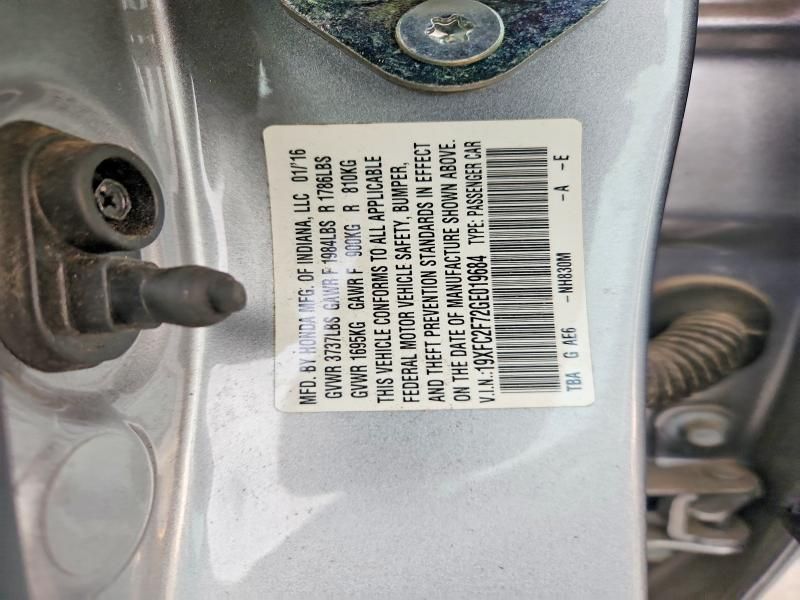 MFD. BY HONDA MFG. OF INDIANA, LLC 01/'16
GVWR 3737LBS GAWR F 1984LBS R 1786LBS
GVWR 1695KG GAWR F 900KG R 810KG
THIS VEHICLE CONFORMS TO ALL APPLICABLE
FEDERAL MOTOR VEHICLE SAFETY, BUMPER,
AND THEFT PREVENTION STANDARDS IN EFFECT
ON THE DATE OF MANUFACTURE SHOWN ABOVE.
V.I.N.:19XFC2F72GE019684 TYPE: PASSENGER CAR
TBA G AE6 -NH830M -A -E